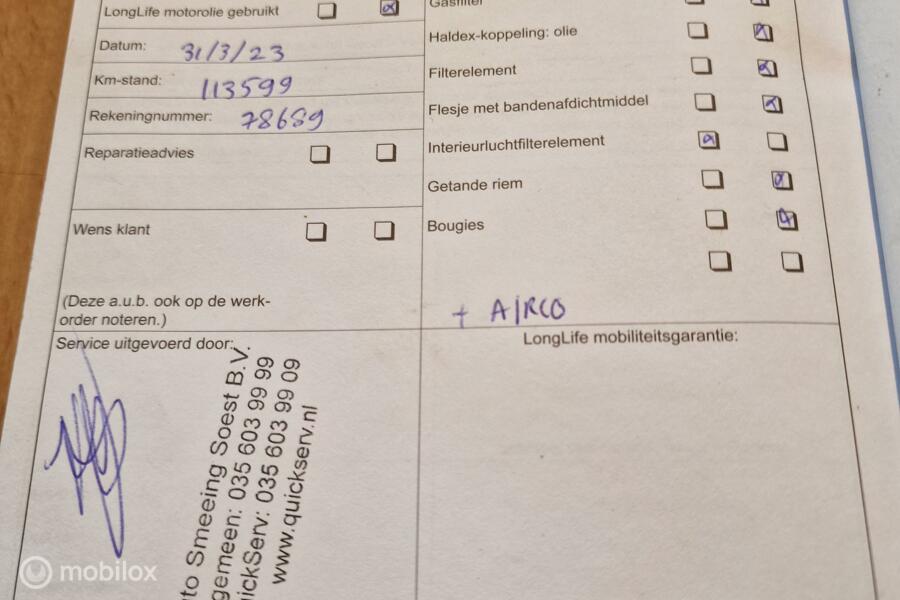 LongLife motorolie gebruikt
Datum: 31/3/23
Km-stand: 113599
Rekeningnummer: 78689
Reparatieadvies
Wens klant
(Deze a.u.b. ook op de werk-
order noteren.)
Gasfilter
Haldex-koppeling: olie
Filterelement
Flesje met bandenafdichtmiddel
Interieurluchtfilterelement
Getande riem
Bougies
+ AIRCO
Service uitgevoerd door:
LongLife mobiliteitsgarantie:
to Smeeing Soest B.V.
gemeen: 035 603 99 99
ickServ: 035 603 99 09
www.quickserv.nl
mobilox